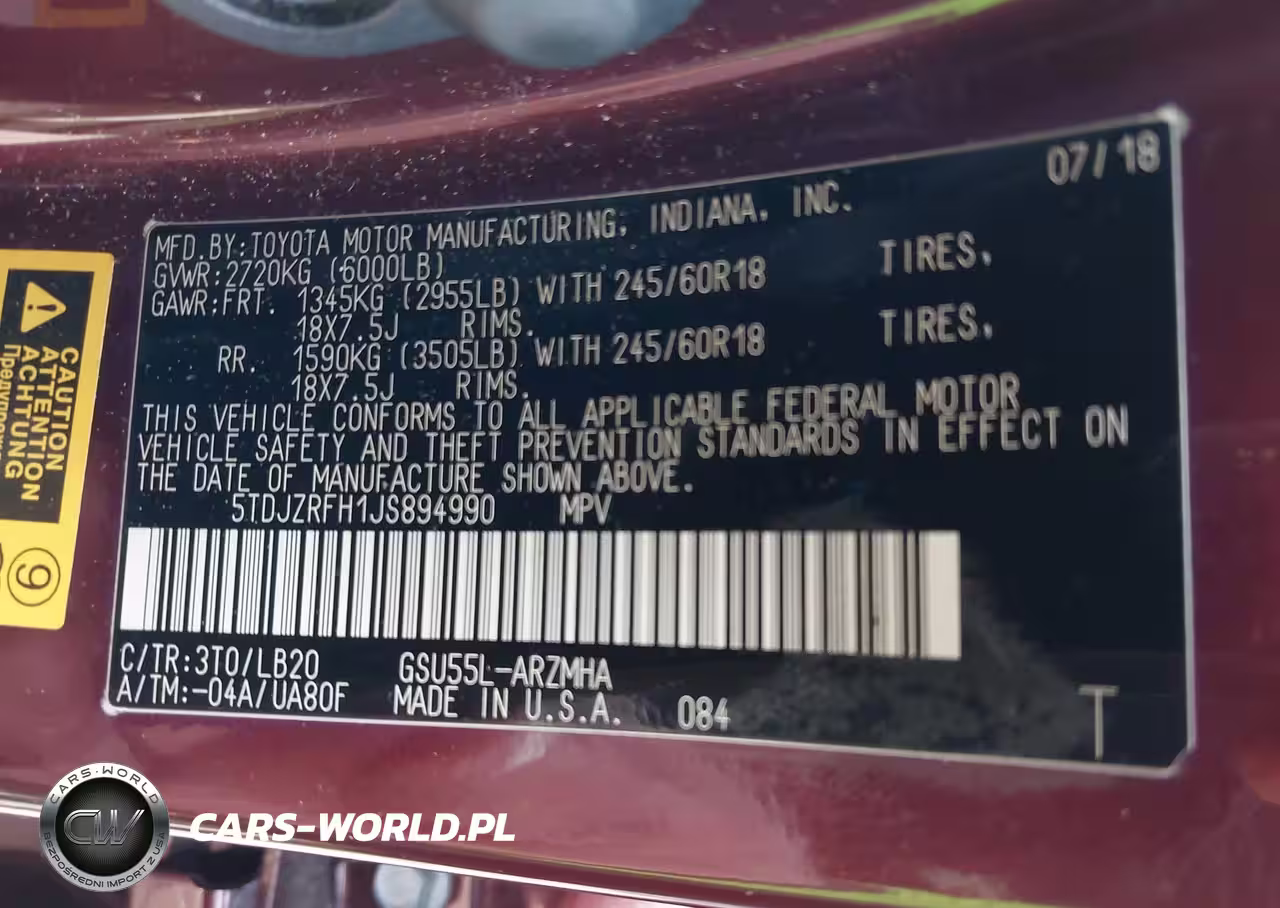 07/18
MFD.BY:TOYOTA MOTOR MANUFACTURING, INDIANA, INC.
GVWR:2720KG (6000LB)
GAWR:FRT. 1345KG (2955LB) WITH 245/60R18 TIRES,
18X7.5J RIMS.
RR. 1590KG (3505LB) WITH 245/60R18 TIRES,
18X7.5J RIMS.
THIS VEHICLE CONFORMS TO ALL APPLICABLE FEDERAL MOTOR
VEHICLE SAFETY AND THEFT PREVENTION STANDARDS IN EFFECT ON
THE DATE OF MANUFACTURE SHOWN ABOVE.
5TDJZRFH1JS894990 MPV
C/TR:3T0/LB20 GSU55L-ARZMHA
A/TM:-04A/UA80F MADE IN U.S.A. 084
T
CAUTION
ATTENTION
ACHTUNG
9
CARS-WORLD
CW
BEZPOŚREDNI IMPORT Z USA
CARS-WORLD.PL